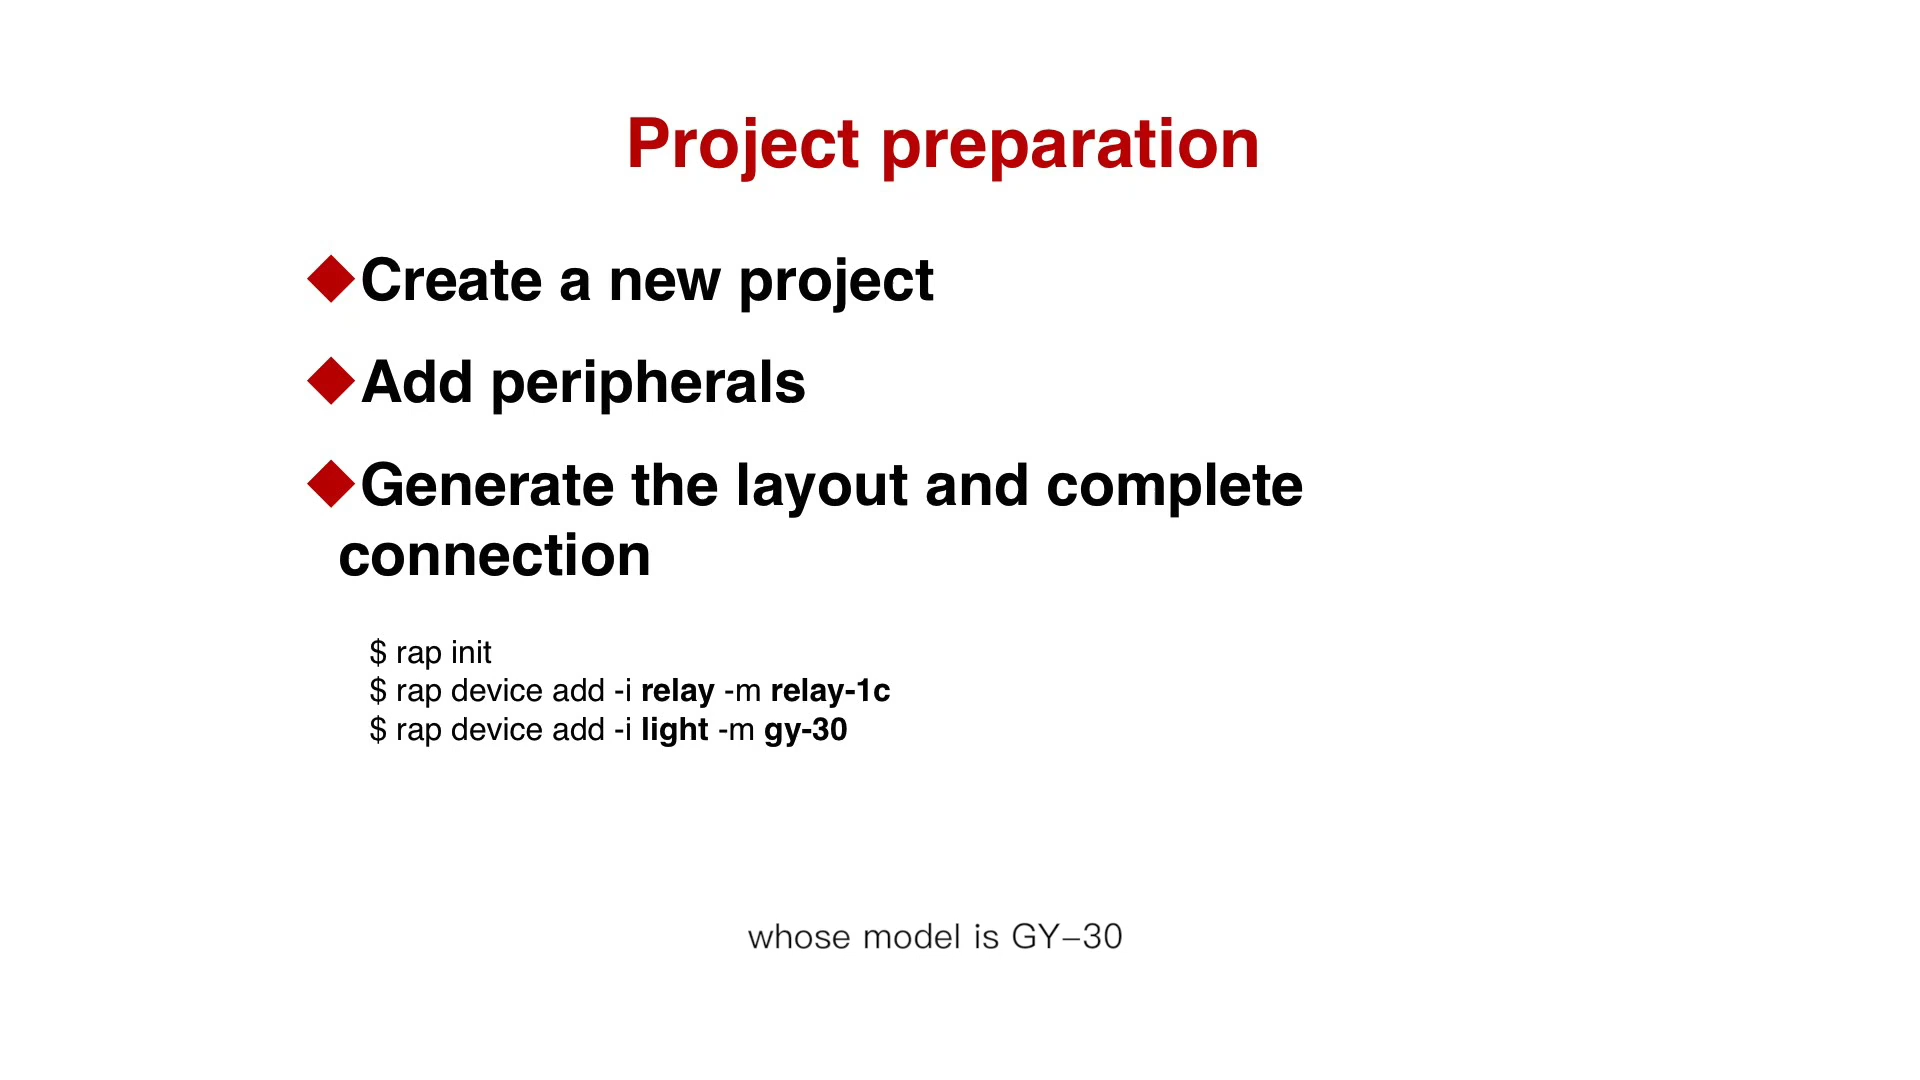 Project preparation
◆Create a new project
◆Add peripherals
◆Generate the layout and complete
connection
$ rap init
$ rap device add -i relay -m relay-1c
$ rap device add -i light -m gy-30
whose model is GY–30